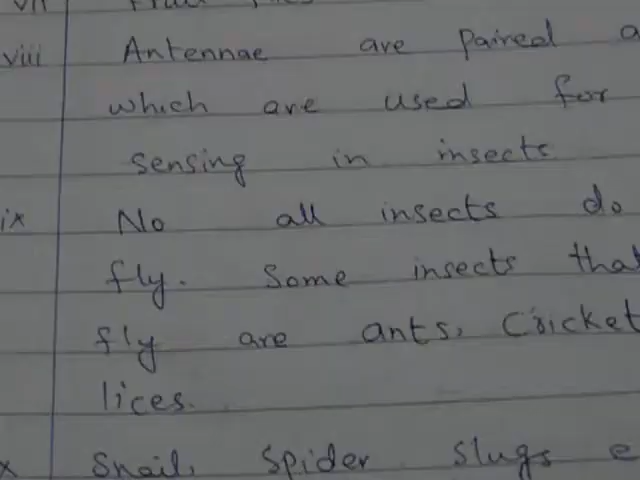 viii Antennae are paired a
which are used for
sensing in insects
ix No all insects do
fly. Some insects that
fly are ants, Cricket
lices.
x Snail, Spider Slugs e